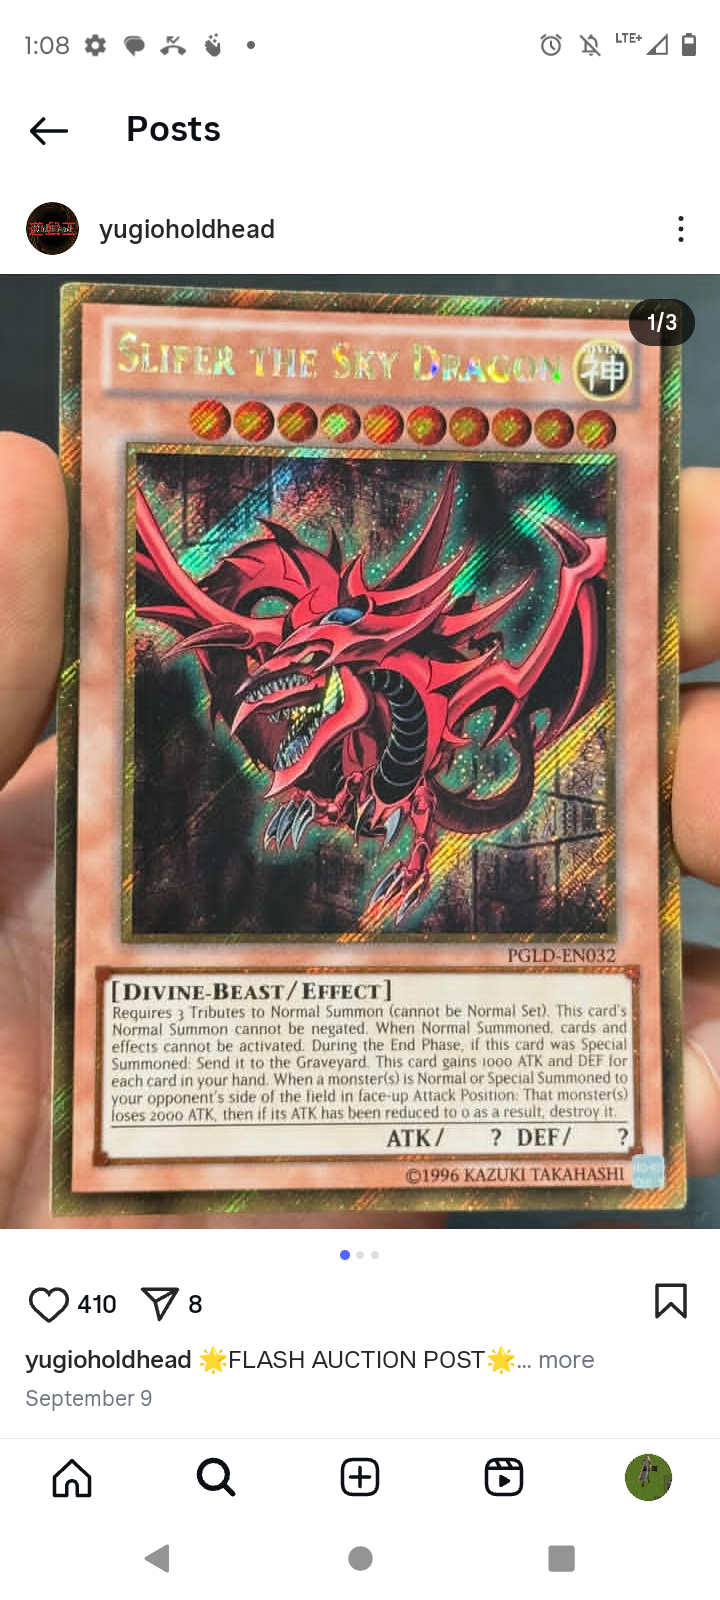 1:08
LTE+
Posts
yugioholdhead
1/3
SLIFER THE SKY DRAGON
DIVINE
神
PGLD-EN032
[DIVINE-BEAST/EFFECT]
Requires 3 Tributes to Normal Summon (cannot be Normal Set). This card's
Normal Summon cannot be negated. When Normal Summoned, cards and
effects cannot be activated. During the End Phase, if this card was Special
Summoned: Send it to the Graveyard. This card gains 1000 ATK and DEF for
each card in your hand. When a monster(s) is Normal or Special Summoned to
your opponent's side of the field in face-up Attack Position: That monster(s)
loses 2000 ATK, then if its ATK has been reduced to 0 as a result, destroy it.
ATK/ ? DEF/ ?
©1996 KAZUKI TAKAHASHI
410
8
yugioholdhead 🌟FLASH AUCTION POST🌟... more
September 9